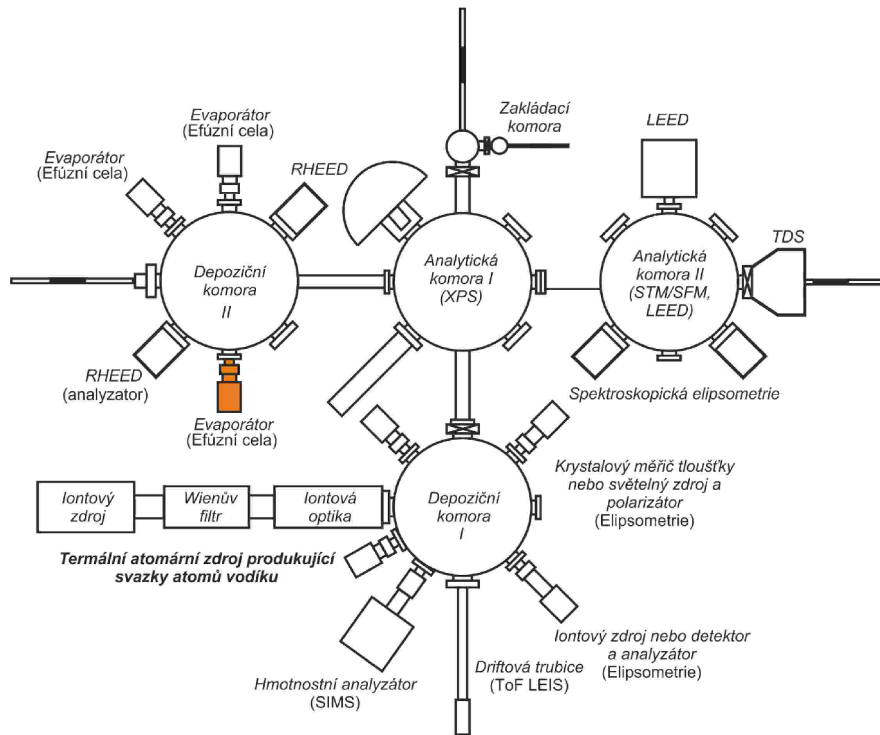 Zakládací
komora
LEED
Evaporátor
(Efúzní cela)
Evaporátor
(Efúzní cela)
RHEED
TDS
Depoziční
komora
II
Analytická
komora I
(XPS)
Analytická
komora II
(STM/SFM,
LEED)
RHEED
(analyzator)
Evaporátor
(Efúzní cela)
Spektroskopická elipsometrie
Krystalový měřič tloušťky
nebo světelný zdroj a
polarizátor
(Elipsometrie)
Iontový
zdroj
Wienův
filtr
Iontová
optika
Depoziční
komora
I
Termální atomární zdroj produkující
svazky atomů vodíku
Iontový zdroj nebo detektor
a analyzátor
(Elipsometrie)
Driftová trubice
(ToF LEIS)
Hmotnostní analyzátor
(SIMS)